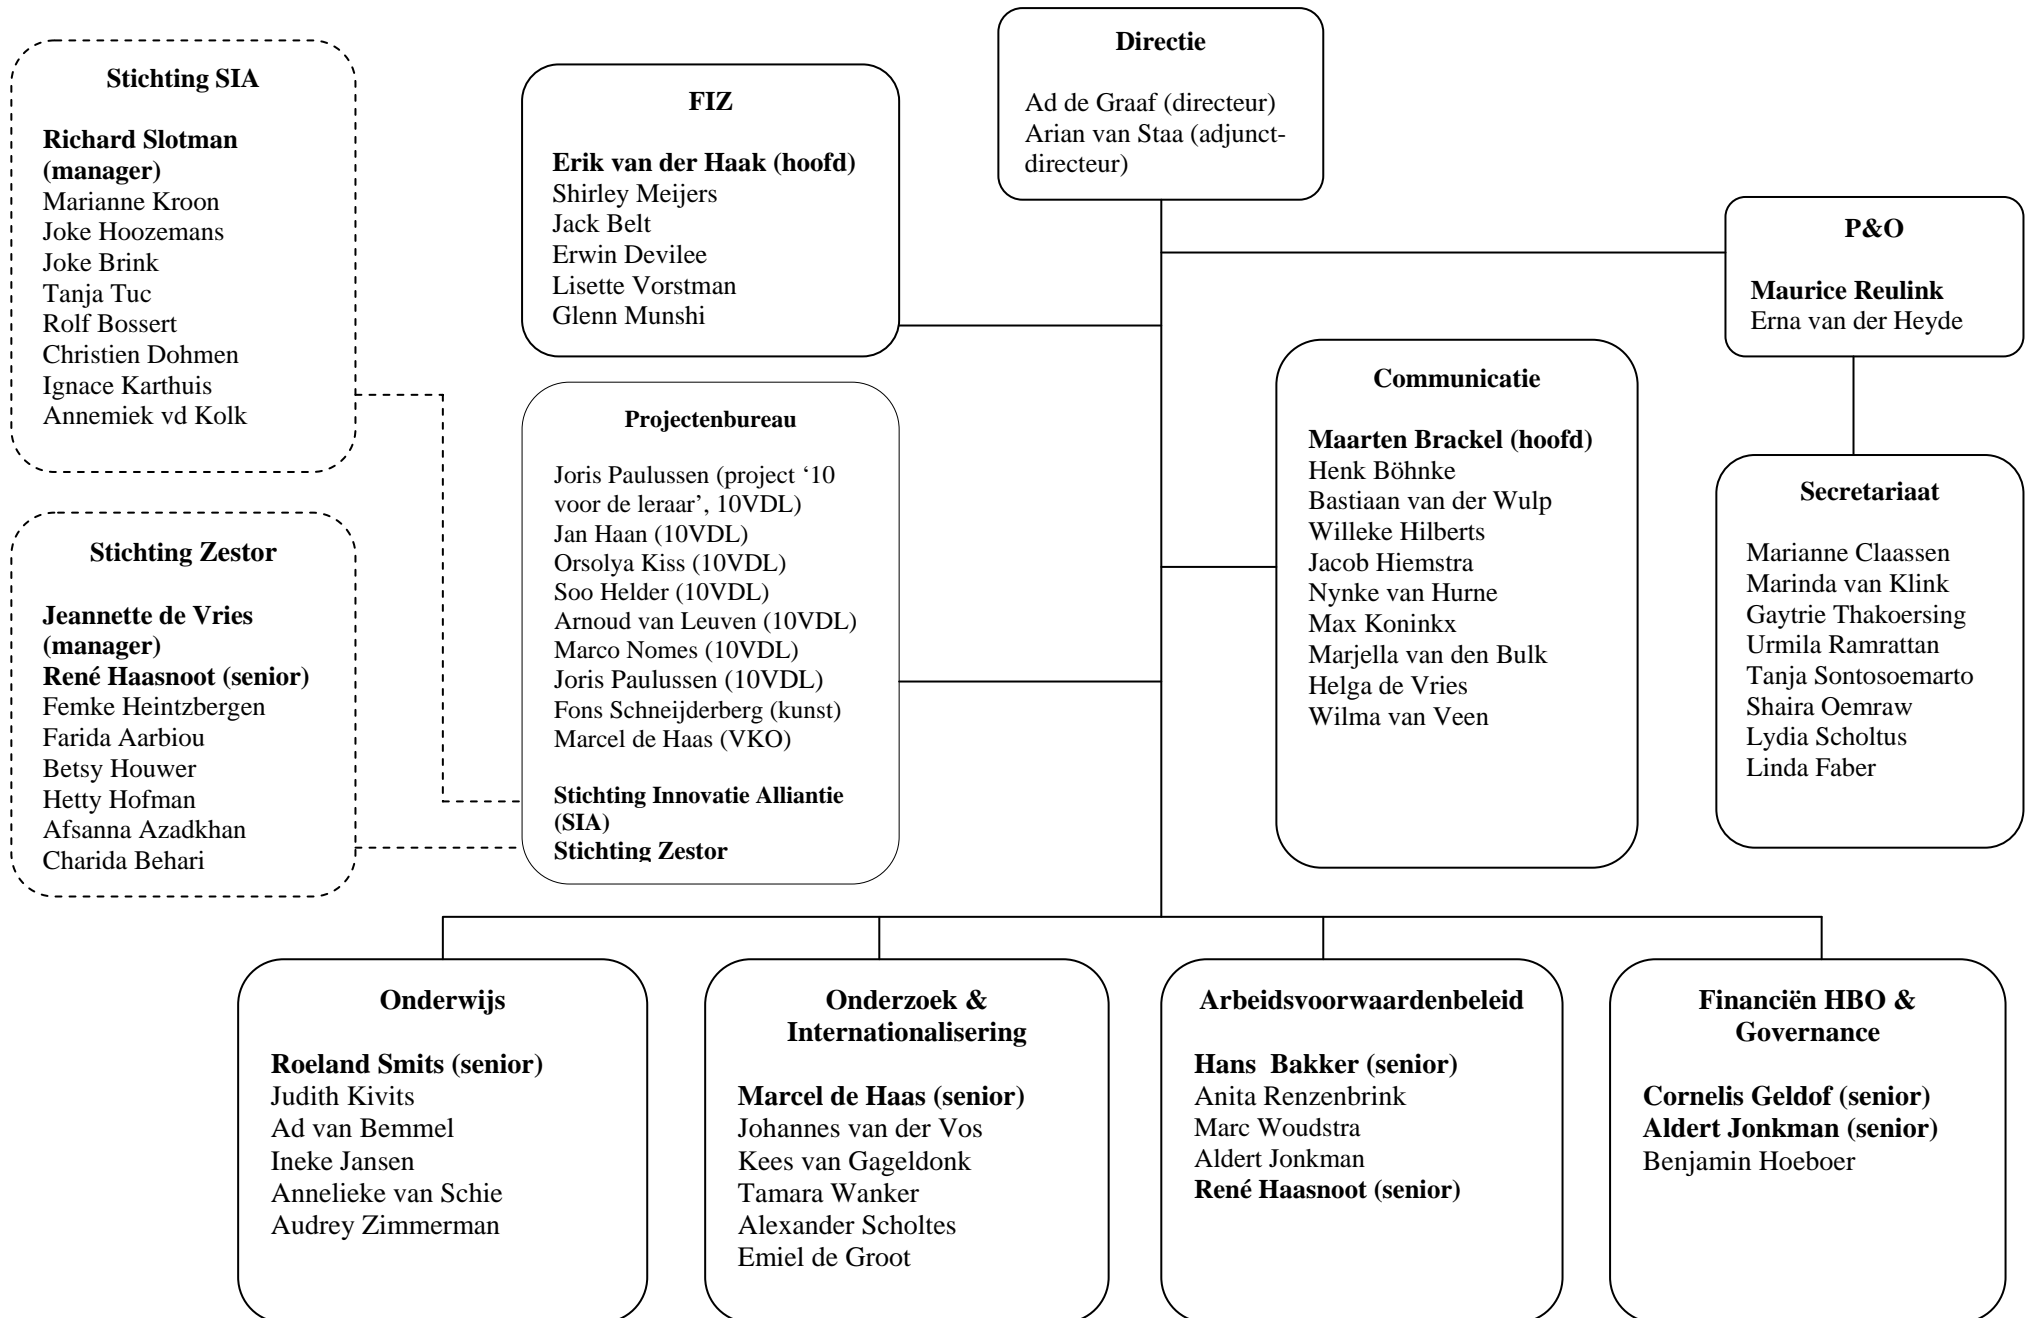 Directie
Ad de Graaf (directeur)
Arian van Staa (adjunct-
directeur)
Stichting SIA
Richard Slotman
(manager)
Marianne Kroon
Joke Hoozemans
Joke Brink
Tanja Tuc
Rolf Bossert
Christien Dohmen
Ignace Karthuis
Annemiek vd Kolk
FIZ
Erik van der Haak (hoofd)
Shirley Meijers
Jack Belt
Erwin Devilee
Lisette Vorstman
Glenn Munshi
P&O
Maurice Reulink
Erna van der Heyde
Communicatie
Maarten Brackel (hoofd)
Henk Böhnke
Bastiaan van der Wulp
Willeke Hilberts
Jacob Hiemstra
Nynke van Hurne
Max Koninkx
Marjella van den Bulk
Helga de Vries
Wilma van Veen
Projectenbureau
Joris Paulussen (project ‘10
voor de leraar’, 10VDL)
Jan Haan (10VDL)
Orsolya Kiss (10VDL)
Soo Helder (10VDL)
Arnoud van Leuven (10VDL)
Marco Nomes (10VDL)
Joris Paulussen (10VDL)
Fons Schneijderberg (kunst)
Marcel de Haas (VKO)
Stichting Innovatie Alliantie
(SIA)
Stichting Zestor
Secretariaat
Marianne Claassen
Marinda van Klink
Gaytrie Thakoersing
Urmila Ramrattan
Tanja Sontosoemarto
Shaira Oemraw
Lydia Scholtus
Linda Faber
Stichting Zestor
Jeannette de Vries
(manager)
René Haasnoot (senior)
Femke Heintzbergen
Farida Aarbiou
Betsy Houwer
Hetty Hofman
Afsanna Azadkhan
Charida Behari
Onderwijs
Roeland Smits (senior)
Judith Kivits
Ad van Bemmel
Ineke Jansen
Annelieke van Schie
Audrey Zimmerman
Onderzoek &
Internationalisering
Marcel de Haas (senior)
Johannes van der Vos
Kees van Gageldonk
Tamara Wanker
Alexander Scholtes
Emiel de Groot
Arbeidsvoorwaardenbeleid
Hans  Bakker (senior)
Anita Renzenbrink
Marc Woudstra
Aldert Jonkman
René Haasnoot (senior)
Financiën HBO &
Governance
Cornelis Geldof (senior)
Aldert Jonkman (senior)
Benjamin Hoeboer